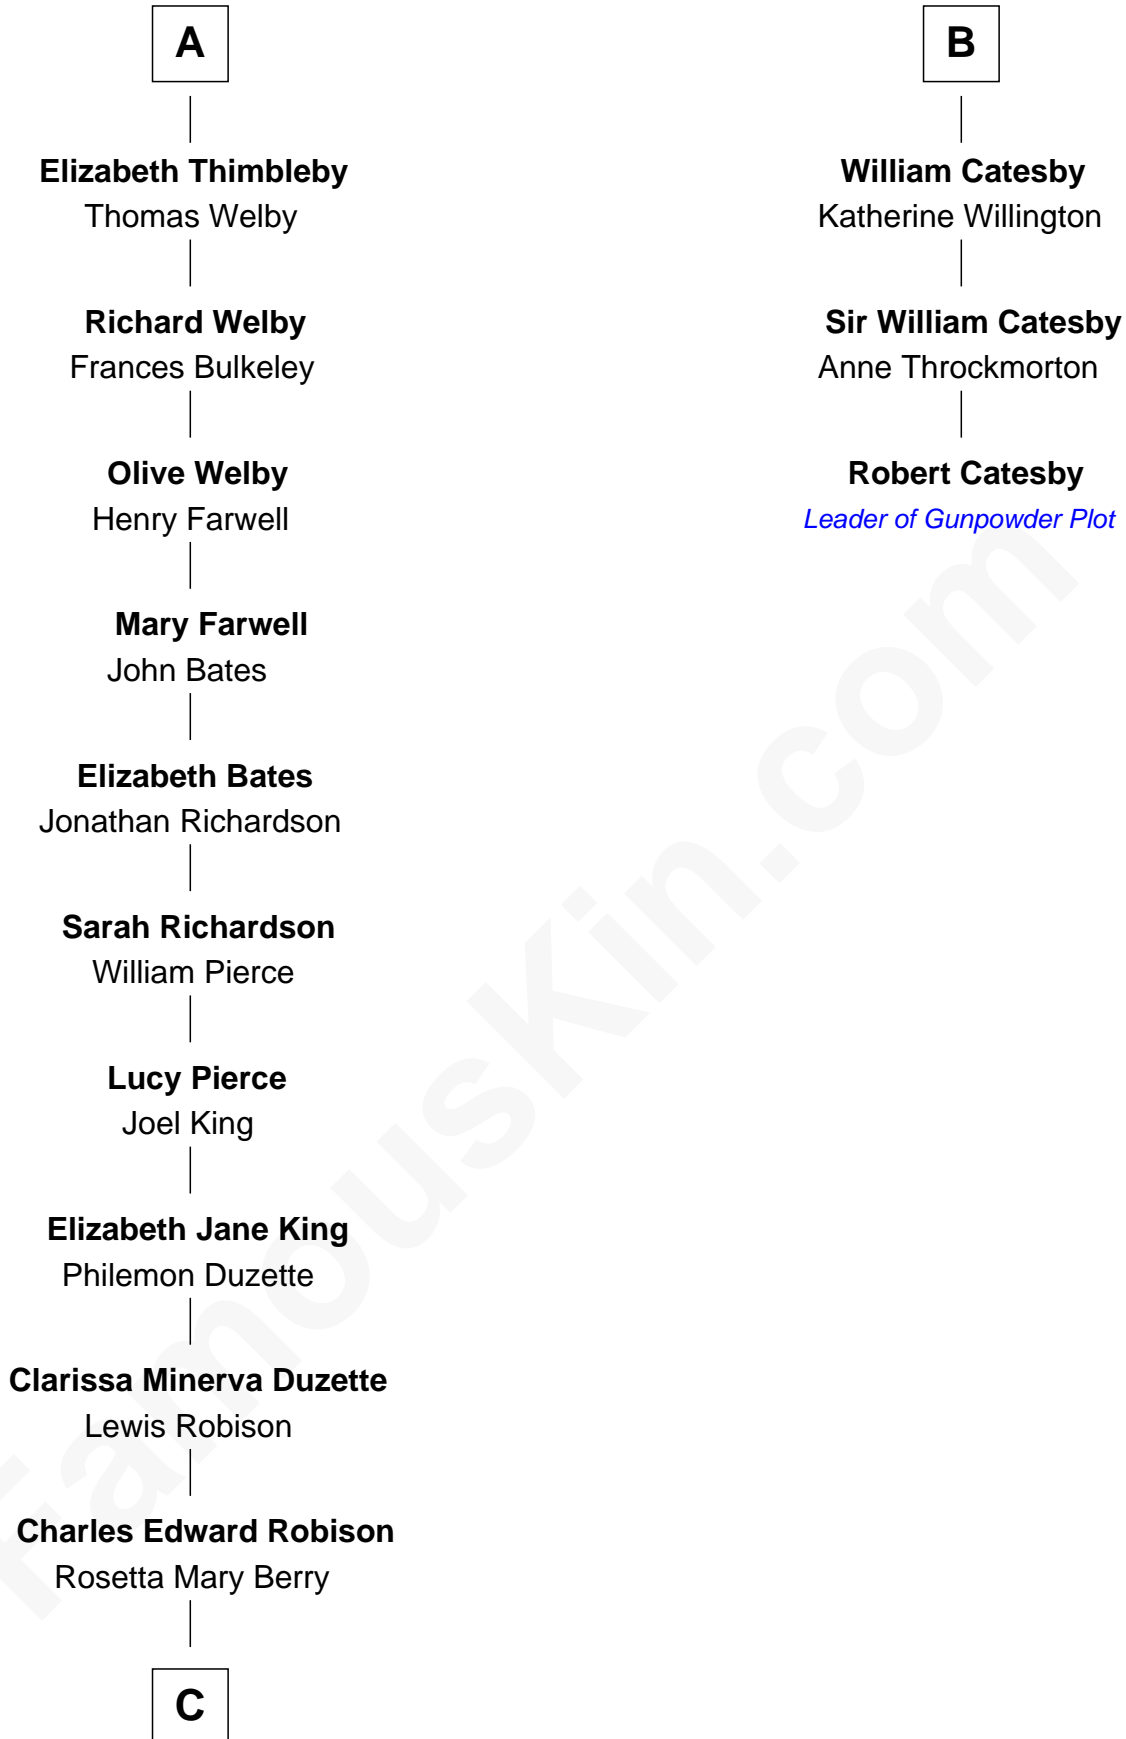 A
Elizabeth Thimbleby
Thomas Welby
Richard Welby
Frances Bulkeley
Olive Welby
Henry Farwell
Mary Farwell
John Bates
Elizabeth Bates
Jonathan Richardson
Sarah Richardson
William Pierce
Lucy Pierce
Joel King
Elizabeth Jane King
Philemon Duzette
Clarissa Minerva Duzette
Lewis Robison
Charles Edward Robison
Rosetta Mary Berry
C
B
William Catesby
Katherine Willington
Sir William Catesby
Anne Throckmorton
Robert Catesby
Leader of Gunpowder Plot
FamousKin.com